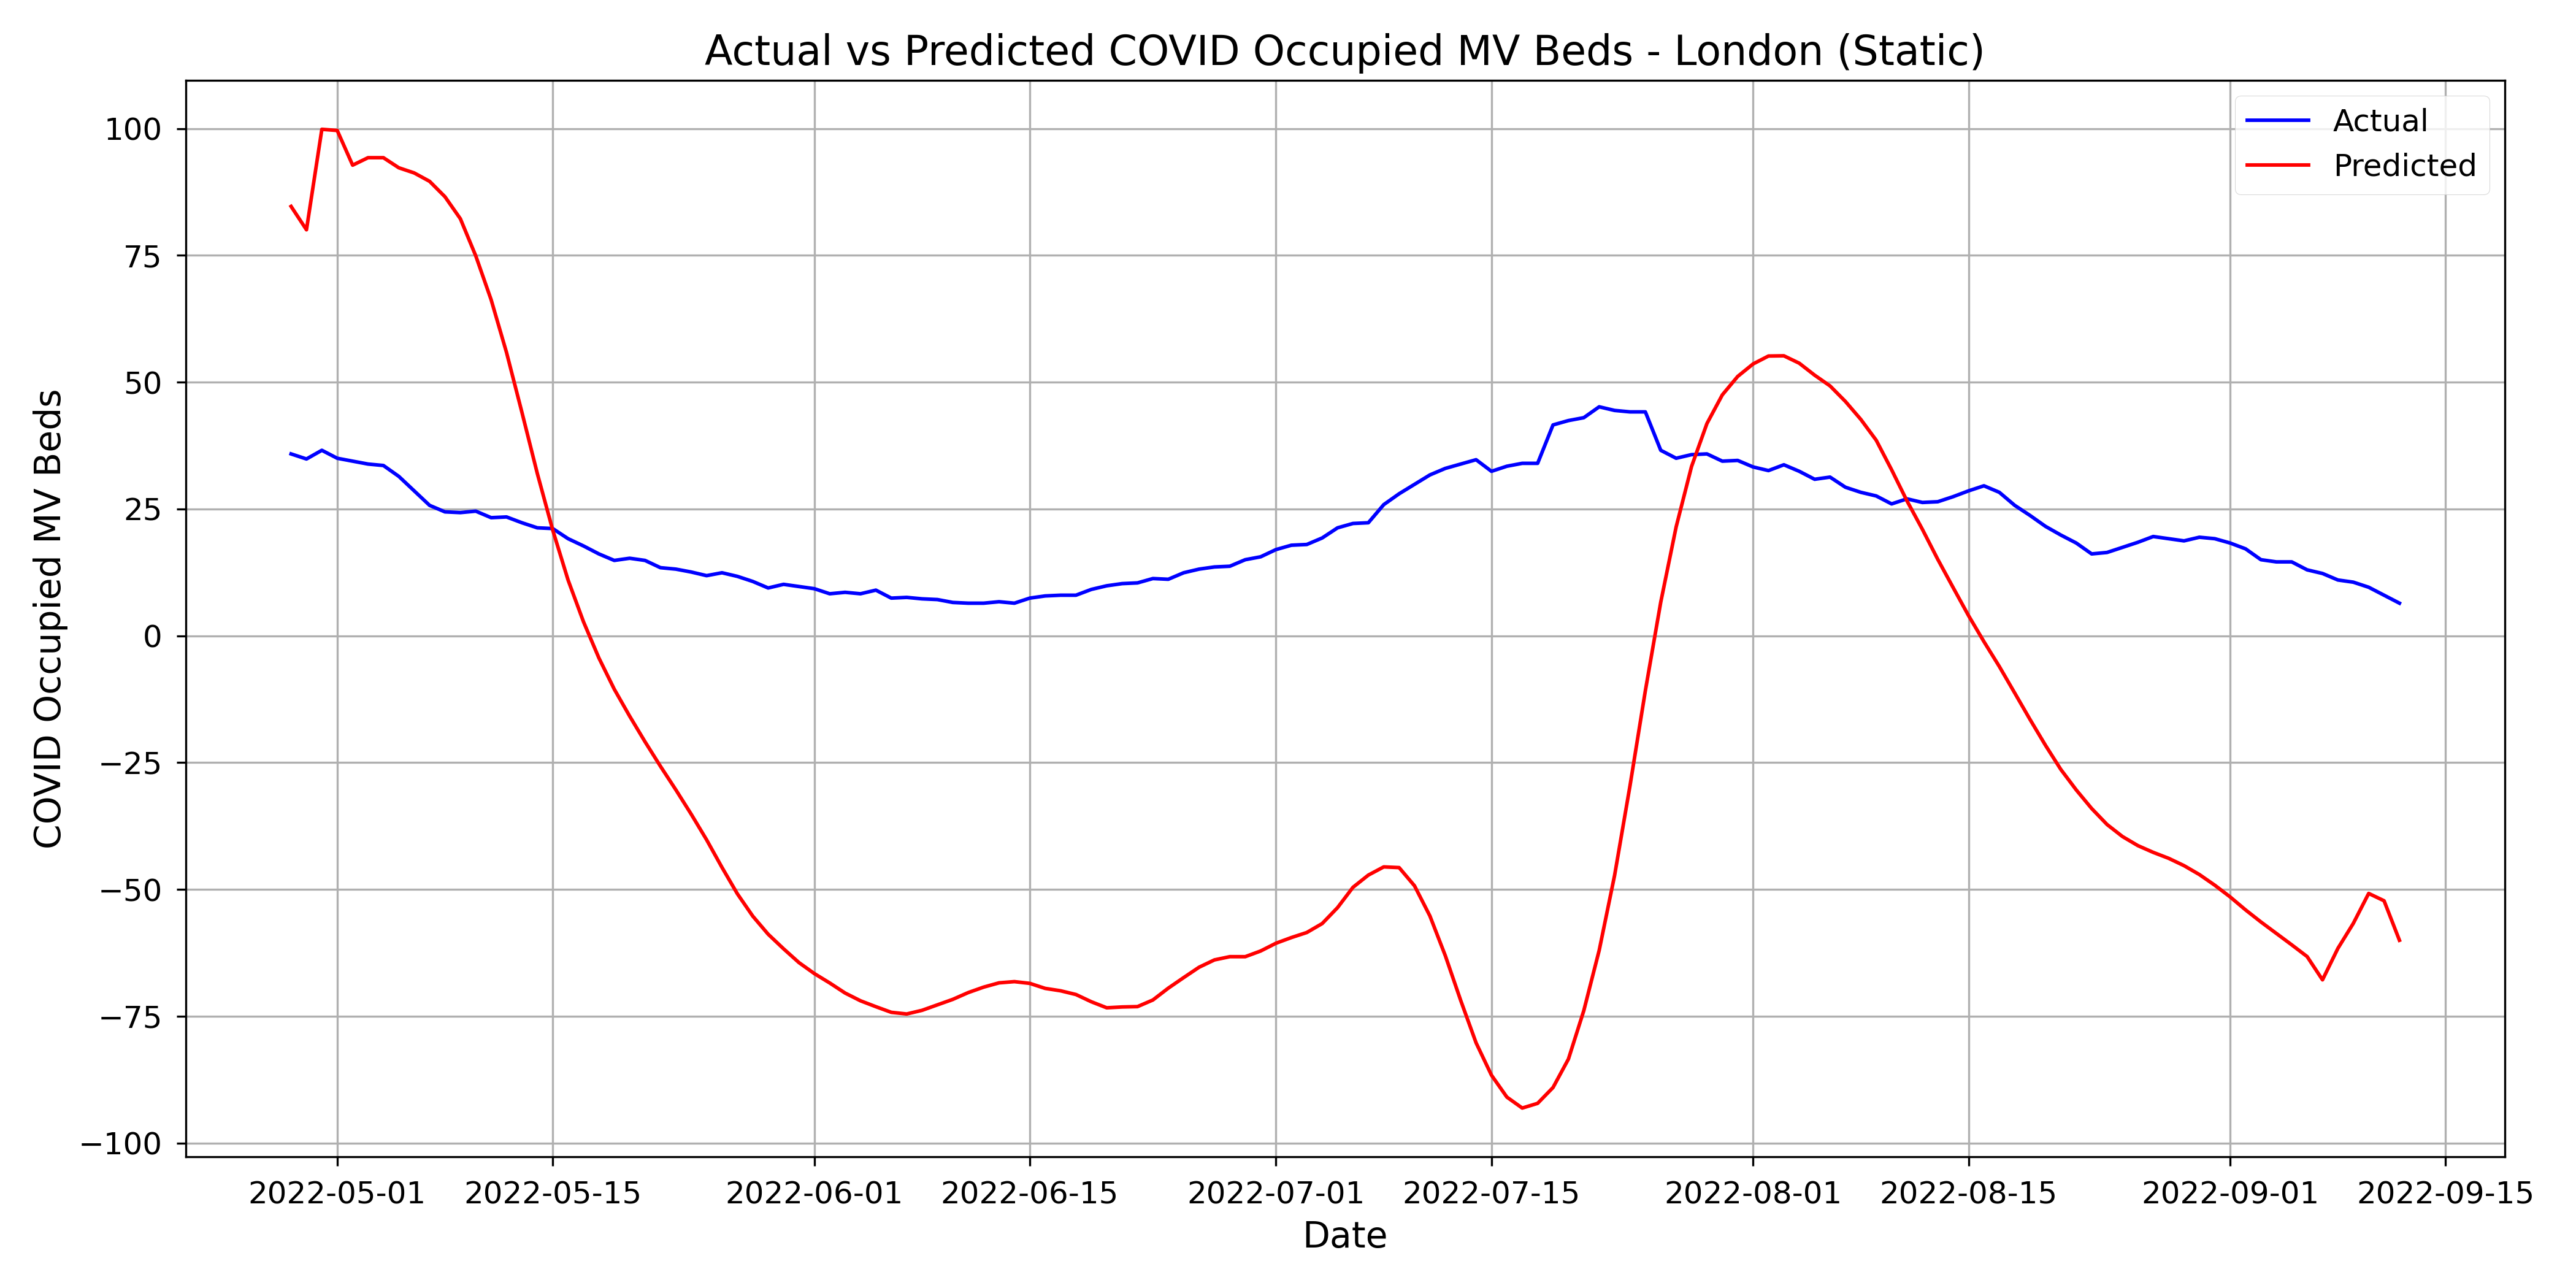 Actual vs Predicted COVID Occupied MV Beds - London (Static)
Actual
Predicted
COVID Occupied MV Beds
100
75
50
25
0
−25
−50
−75
−100
2022-05-01 2022-05-15 2022-06-01 2022-06-15 2022-07-01 2022-07-15 2022-08-01 2022-08-15 2022-09-01 2022-09-15
Date